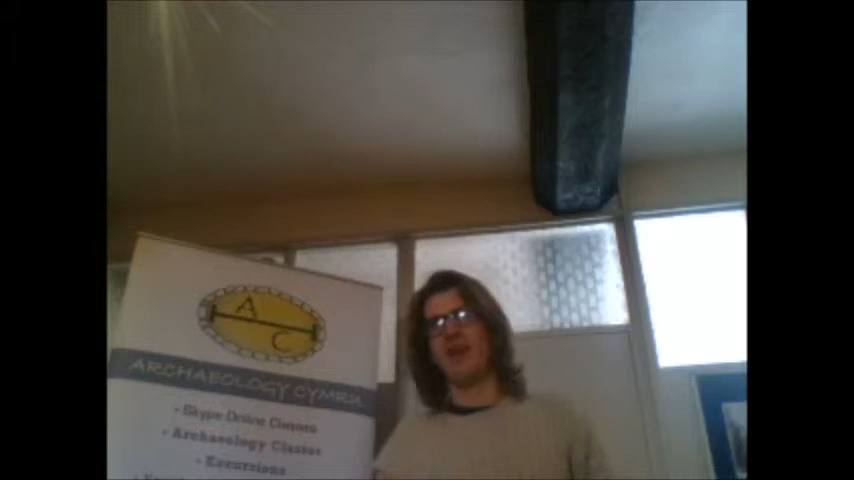 A
C
ARCHAEOLOGY CYMRU
- Skype Online Classes
- Archaeology Classes
- Excursions